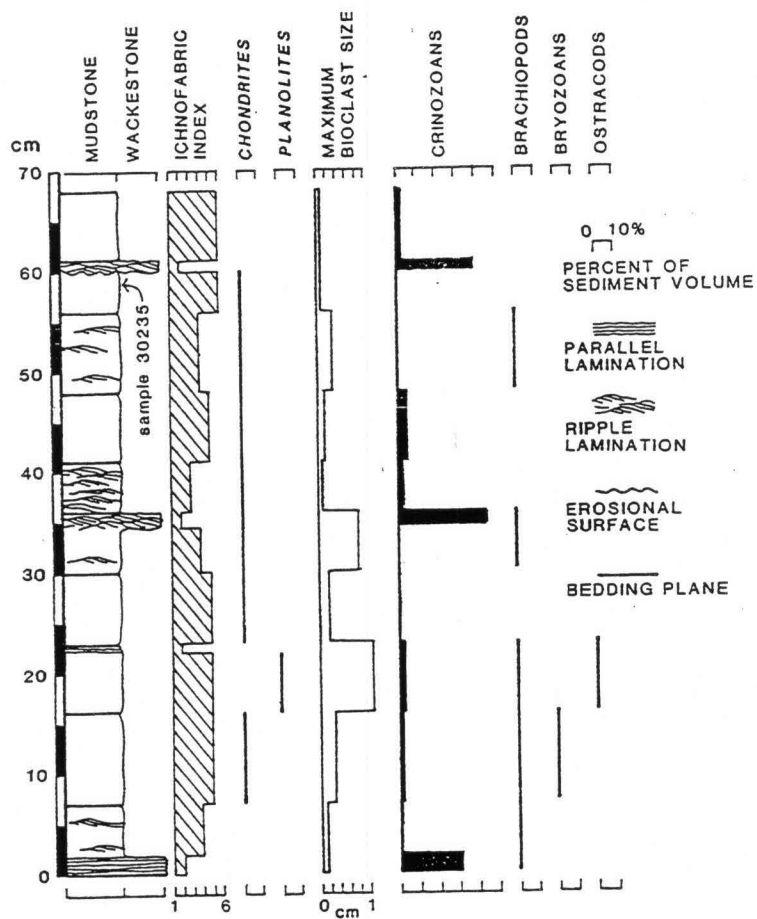 MUDSTONE
WACKESTONE
ICHNOFABRIC
INDEX
CHONDRITES
PLANOLITES
MAXIMUM
BIOCLAST SIZE
CRINOZOANS
BRACHIOPODS
BRYOZOANS
OSTRACODS
cm
70
60
50
40
30
20
10
0
sample 30235
0 10%
PERCENT OF
SEDIMENT VOLUME
PARALLEL
LAMINATION
RIPPLE
LAMINATION
EROSIONAL
SURFACE
BEDDING PLANE
1 6
0 cm 1